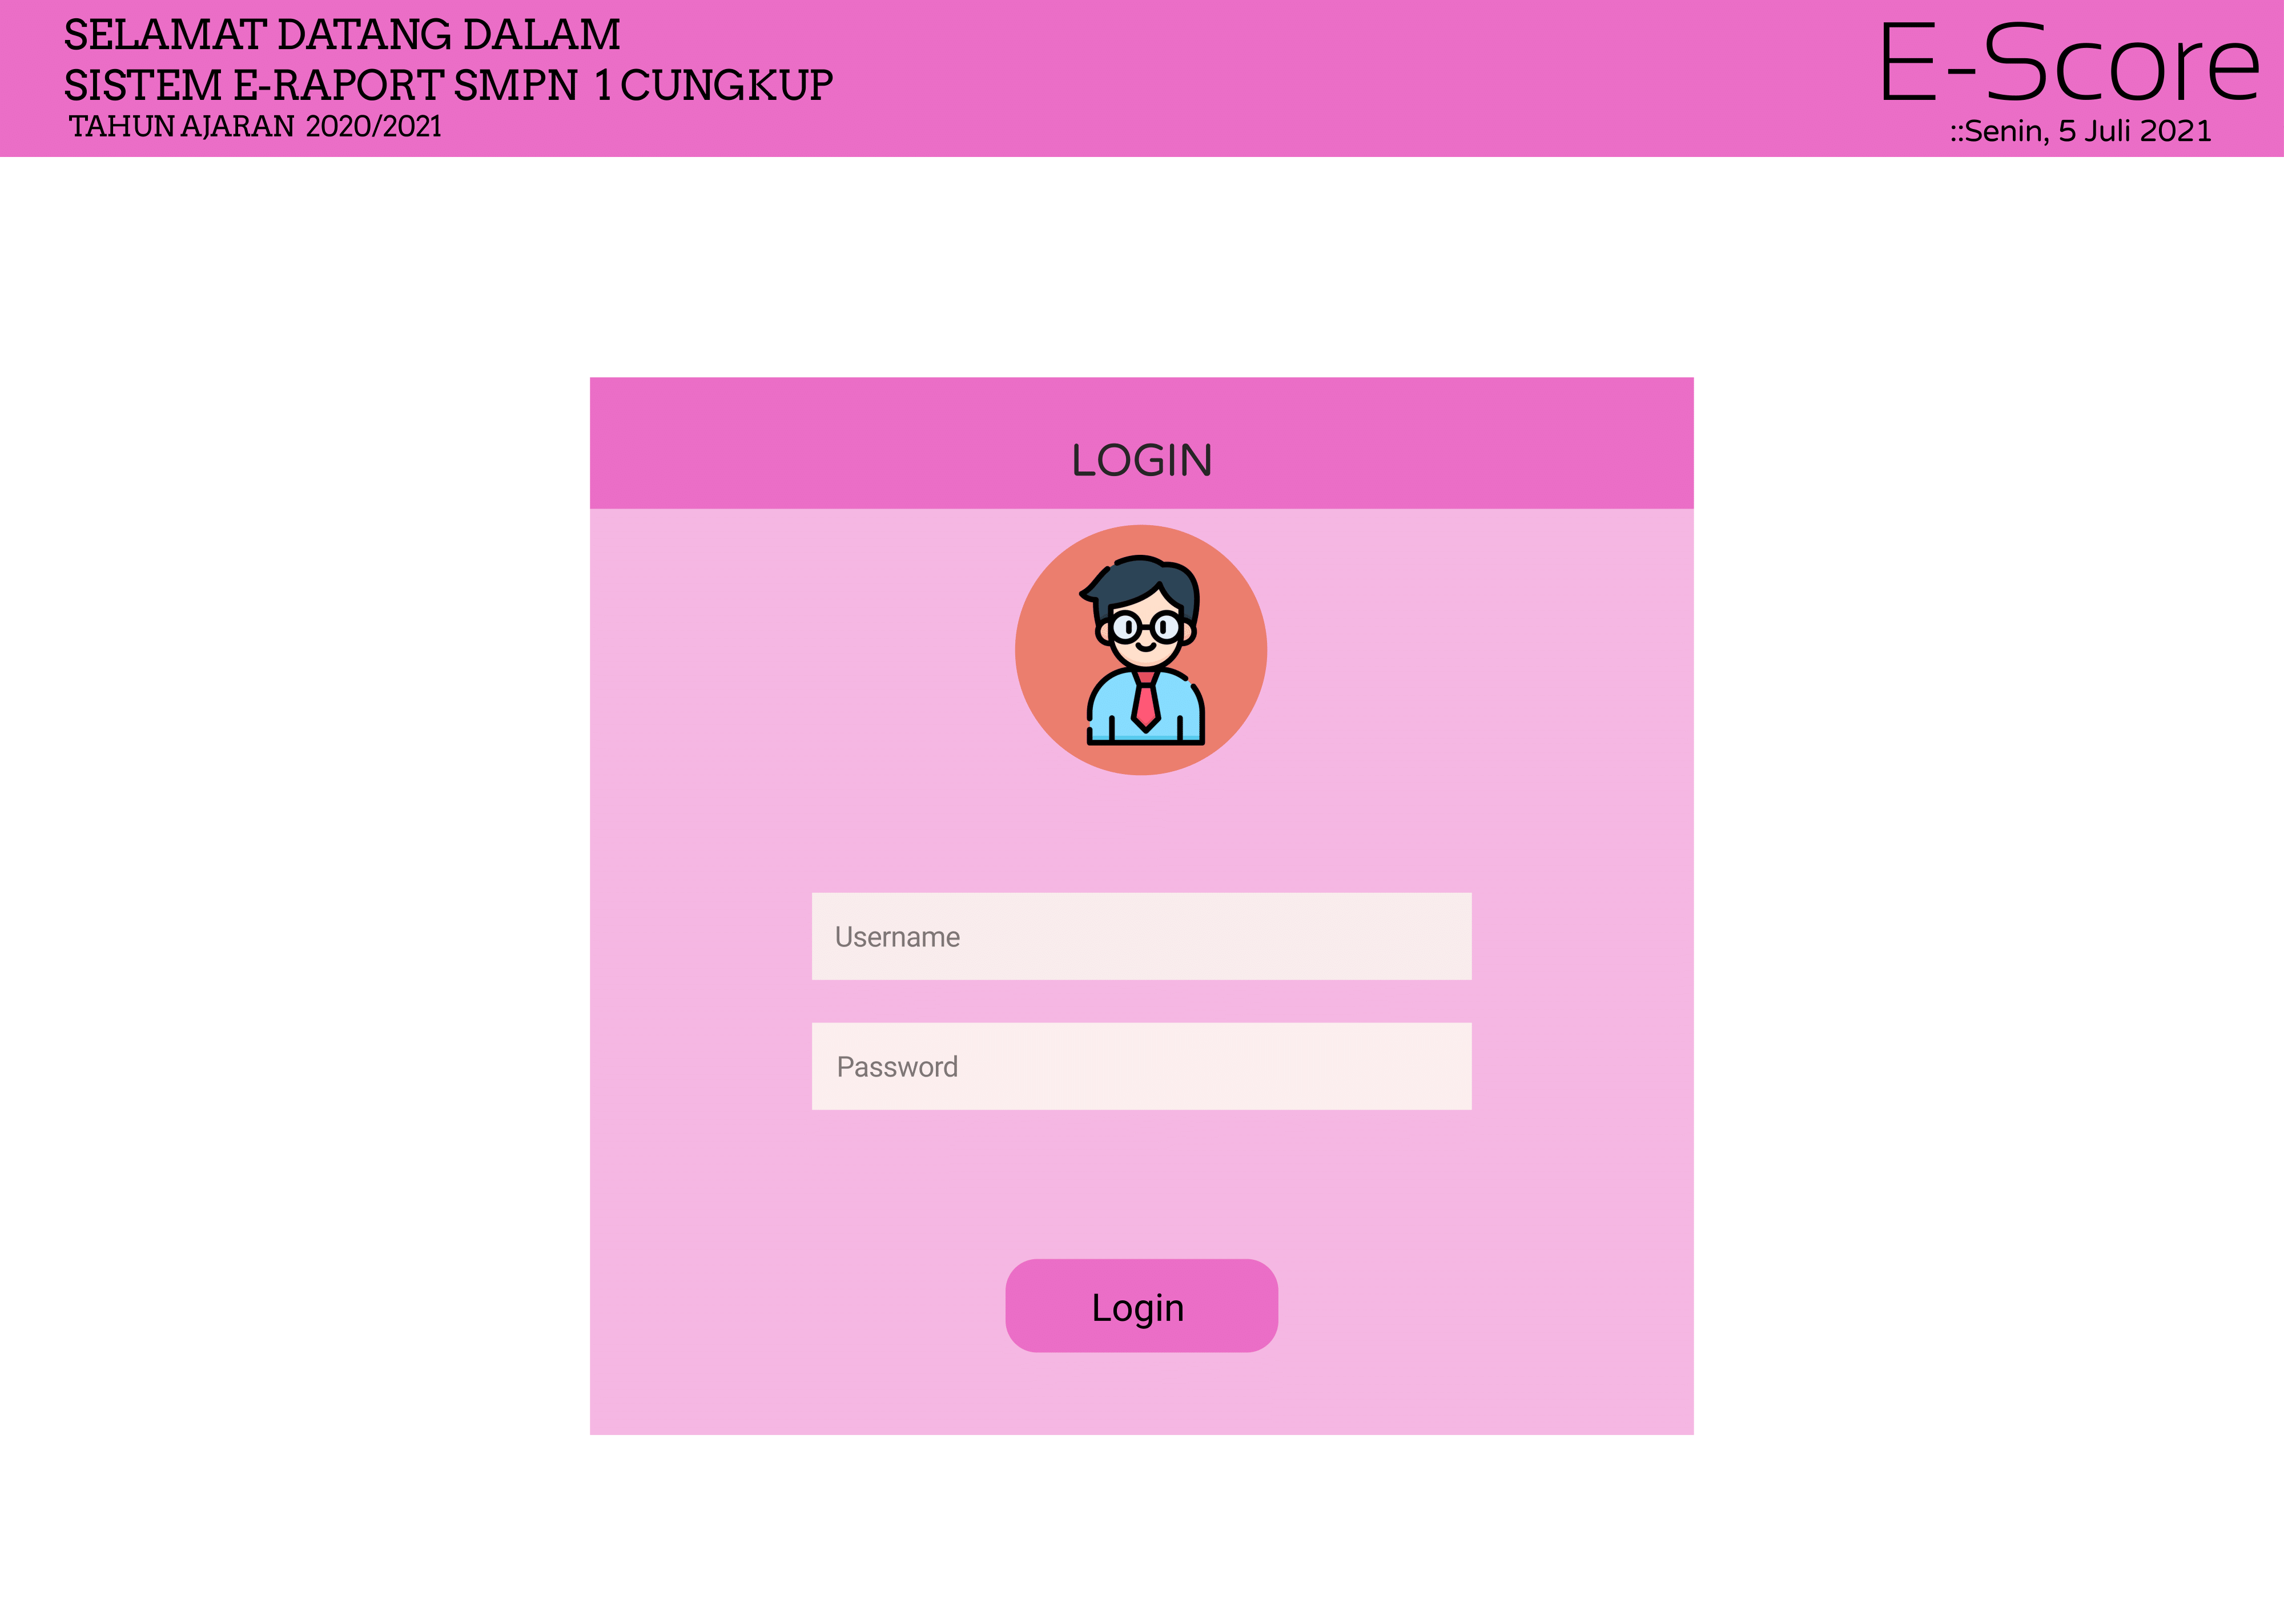 SELAMAT DATANG DALAM
SISTEM E-RAPORT SMPN 1 CUNGKUP
TAHUN AJARAN 2020/2021
E-Score
::Senin, 5 Juli 2021
LOGIN
Username
Password
Login